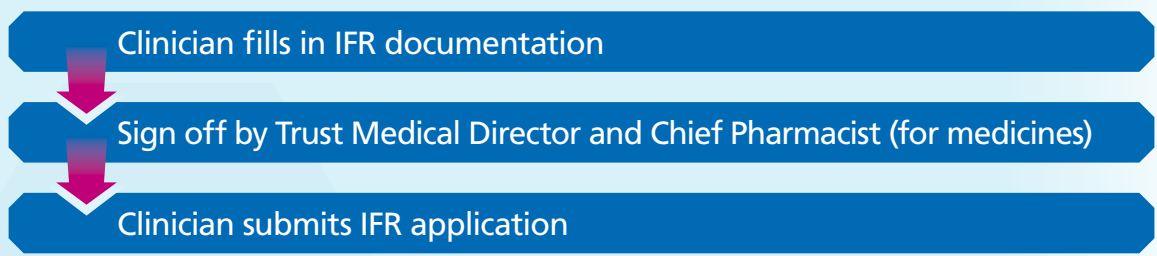 Clinician fills in IFR documentation
Sign off by Trust Medical Director and Chief Pharmacist (for medicines)
Clinician submits IFR application